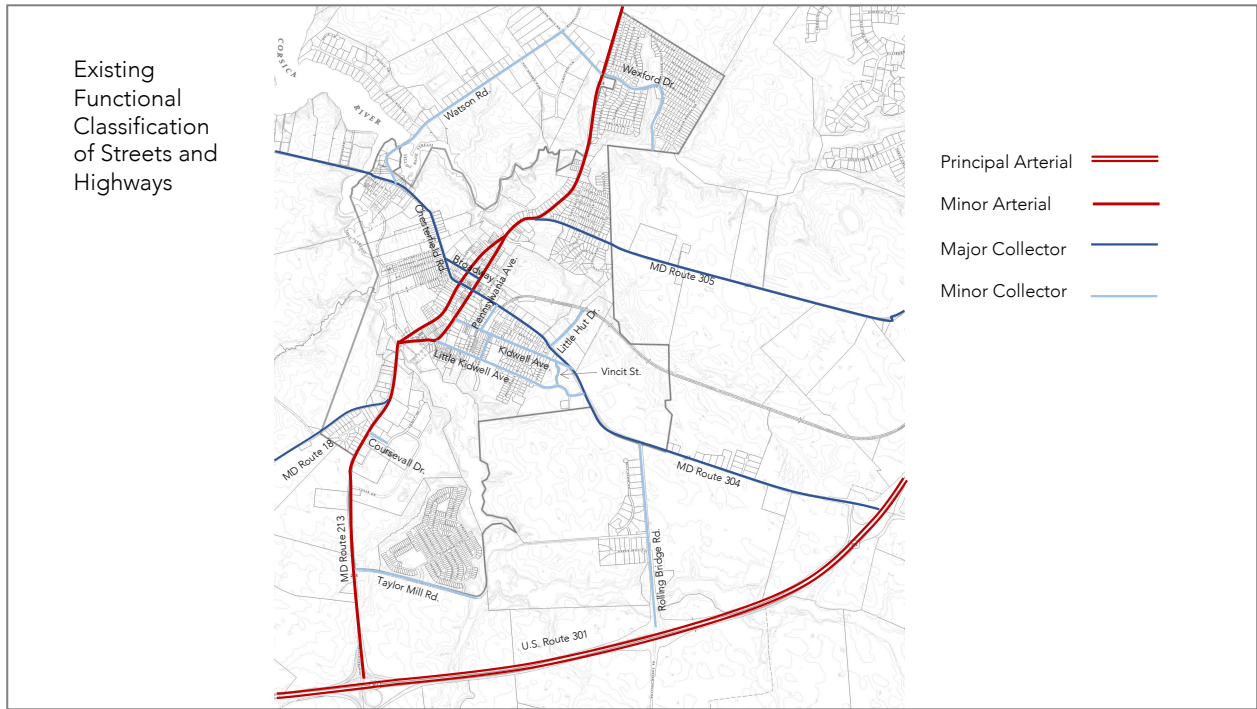 Existing
Functional
Classification
of Streets and
Highways
CORSICA
RIVER
Watson Rd.
Wexford Dr.
Chesterfield Rd.
Broadway
Pennsylvania Ave.
MD Route 305
Little Hut Dr
Kidwell Ave.
Little Kidwell Ave.
Vincit St.
MD Route 18
Coursevall Dr.
MD Route 304
MD Route 213
Rolling Bridge Rd.
Taylor Mill Rd.
U.S. Route 301
Principal Arterial
Minor Arterial
Major Collector
Minor Collector